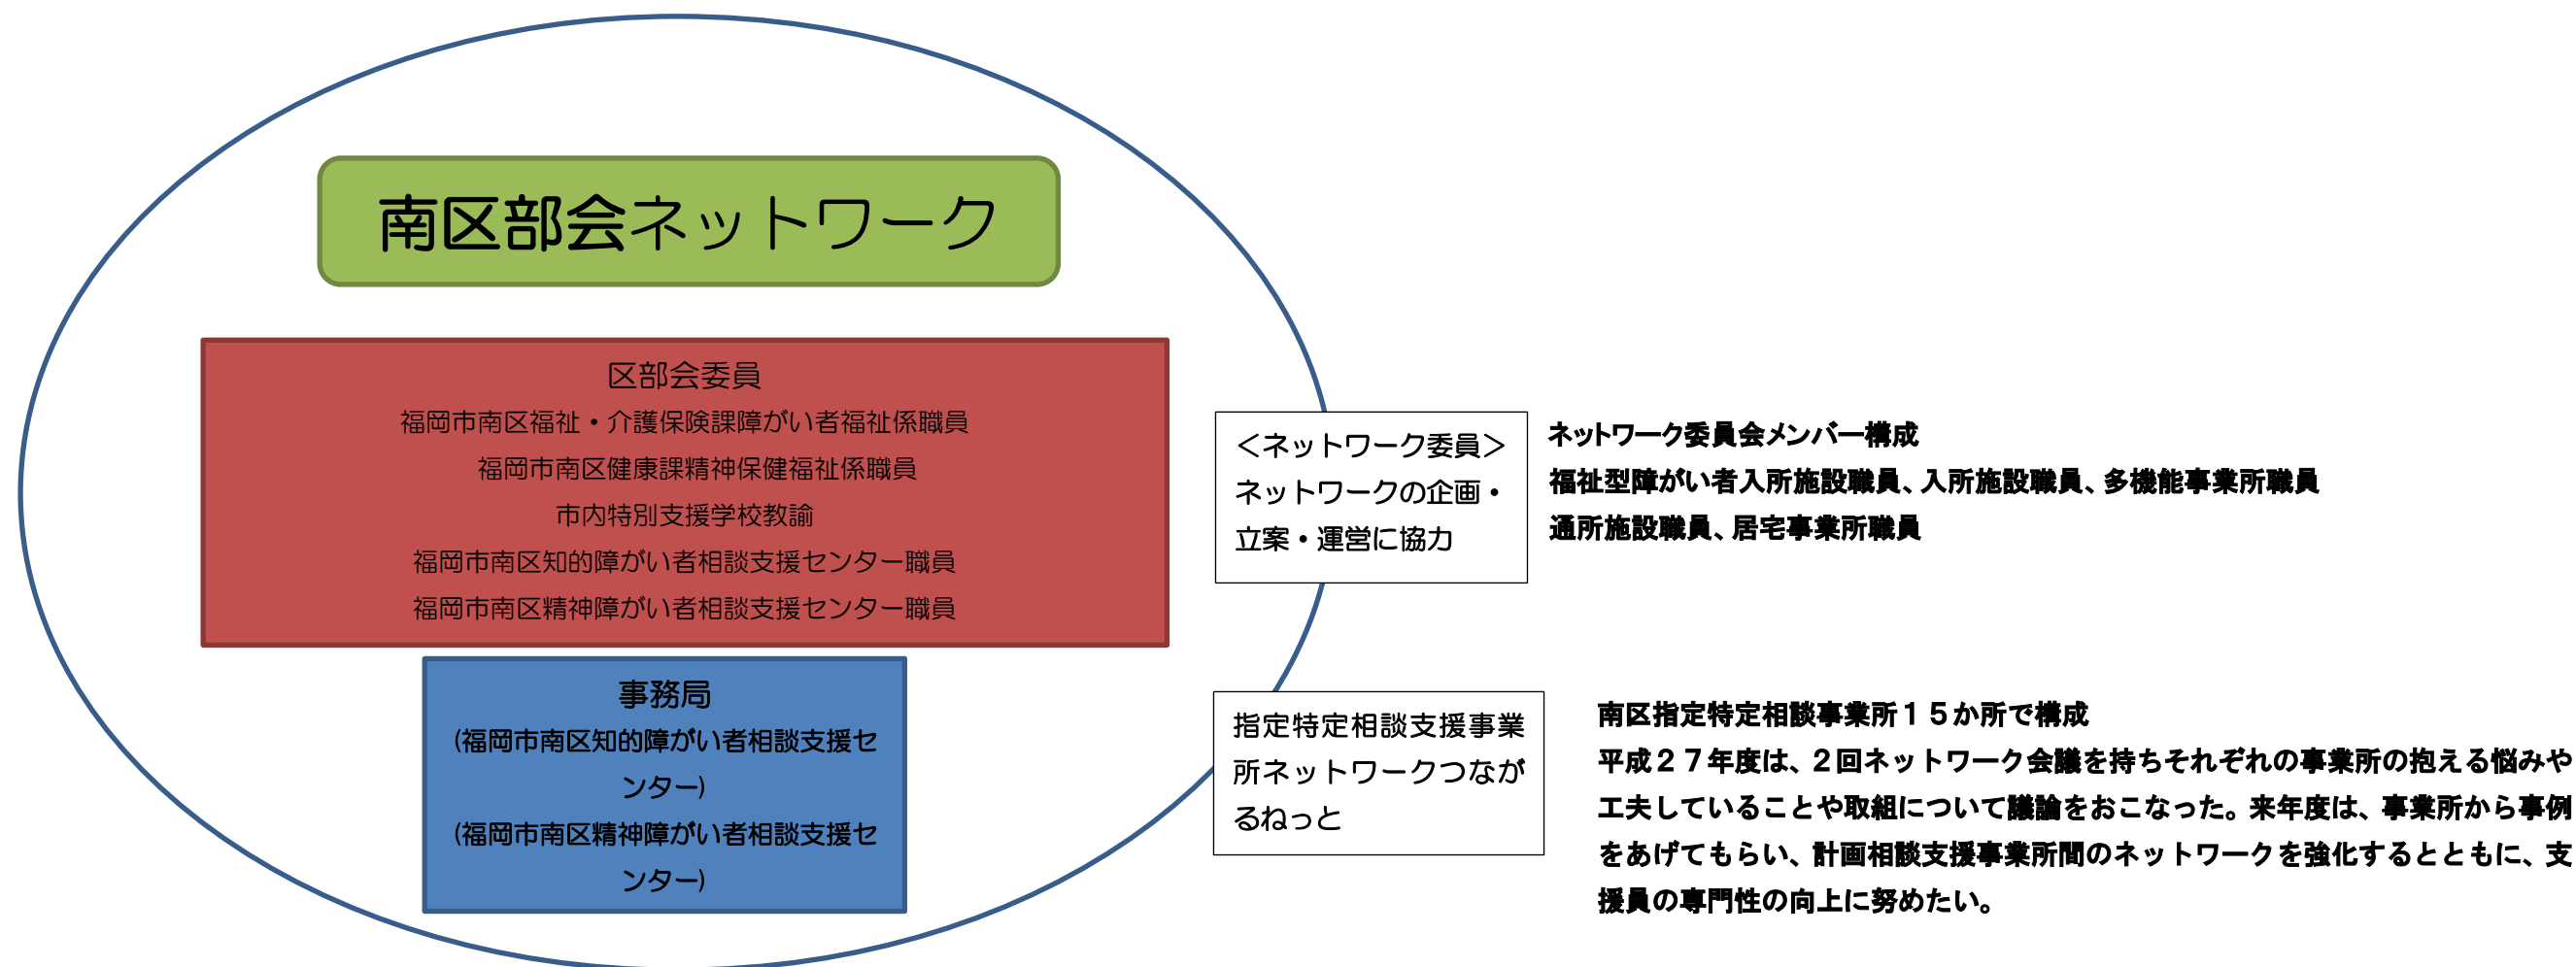 南区部会ネットワーク
区部会委員
福岡市南区福祉・介護保険課障がい者福祉係職員
福岡市南区健康課精神保健福祉係職員
市内特別支援学校教諭
福岡市南区知的障がい者相談支援センター職員
福岡市南区精神障がい者相談支援センター職員
事務局
(福岡市南区知的障がい者相談支援セ
ンター)
(福岡市南区精神障がい者相談支援セ
ンター)
＜ネットワーク委員＞
ネットワークの企画・
立案・運営に協力
ネットワーク委員会メンバー構成
福祉型障がい者入所施設職員、入所施設職員、多機能事業所職員
通所施設職員、居宅事業所職員
指定特定相談支援事業
所ネットワークつなが
るねっと
南区指定特定相談事業所１５か所で構成
平成２７年度は、２回ネットワーク会議を持ちそれぞれの事業所の抱える悩みや
工夫していることや取組について議論をおこなった。来年度は、事業所から事例
をあげてもらい、計画相談支援事業所間のネットワークを強化するとともに、支
援員の専門性の向上に努めたい。